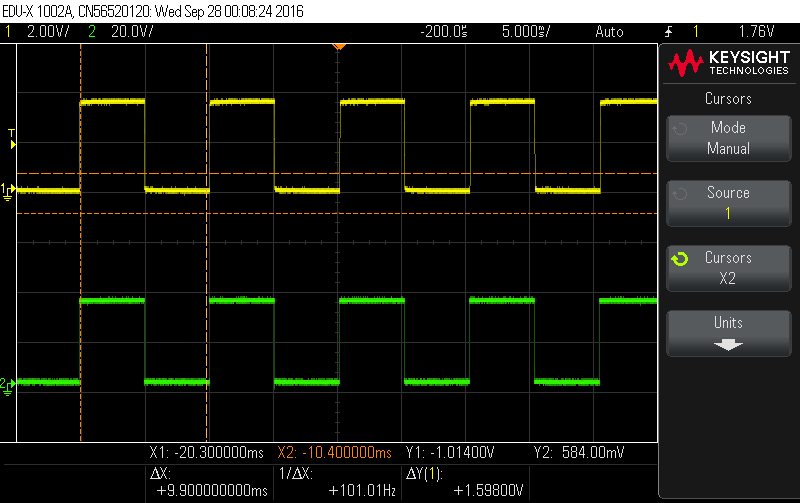 EDU-X 1002A, CN56520120: Wed Sep 28 00:08:24 2016
1 2.00V/ 2 20.0V/ -200.0µs 5.000ms/ Auto 1 1.76V
KEYSIGHT
TECHNOLOGIES
Cursors
Mode
Manual
Source
1
Cursors
X2
Units
T
1
2
X1: -20.300000ms X2: -10.400000ms Y1: -1.01400V Y2: 584.00mV
ΔX:
+9.900000000ms
1/ΔX:
+101.01Hz
ΔY(1):
+1.59800V